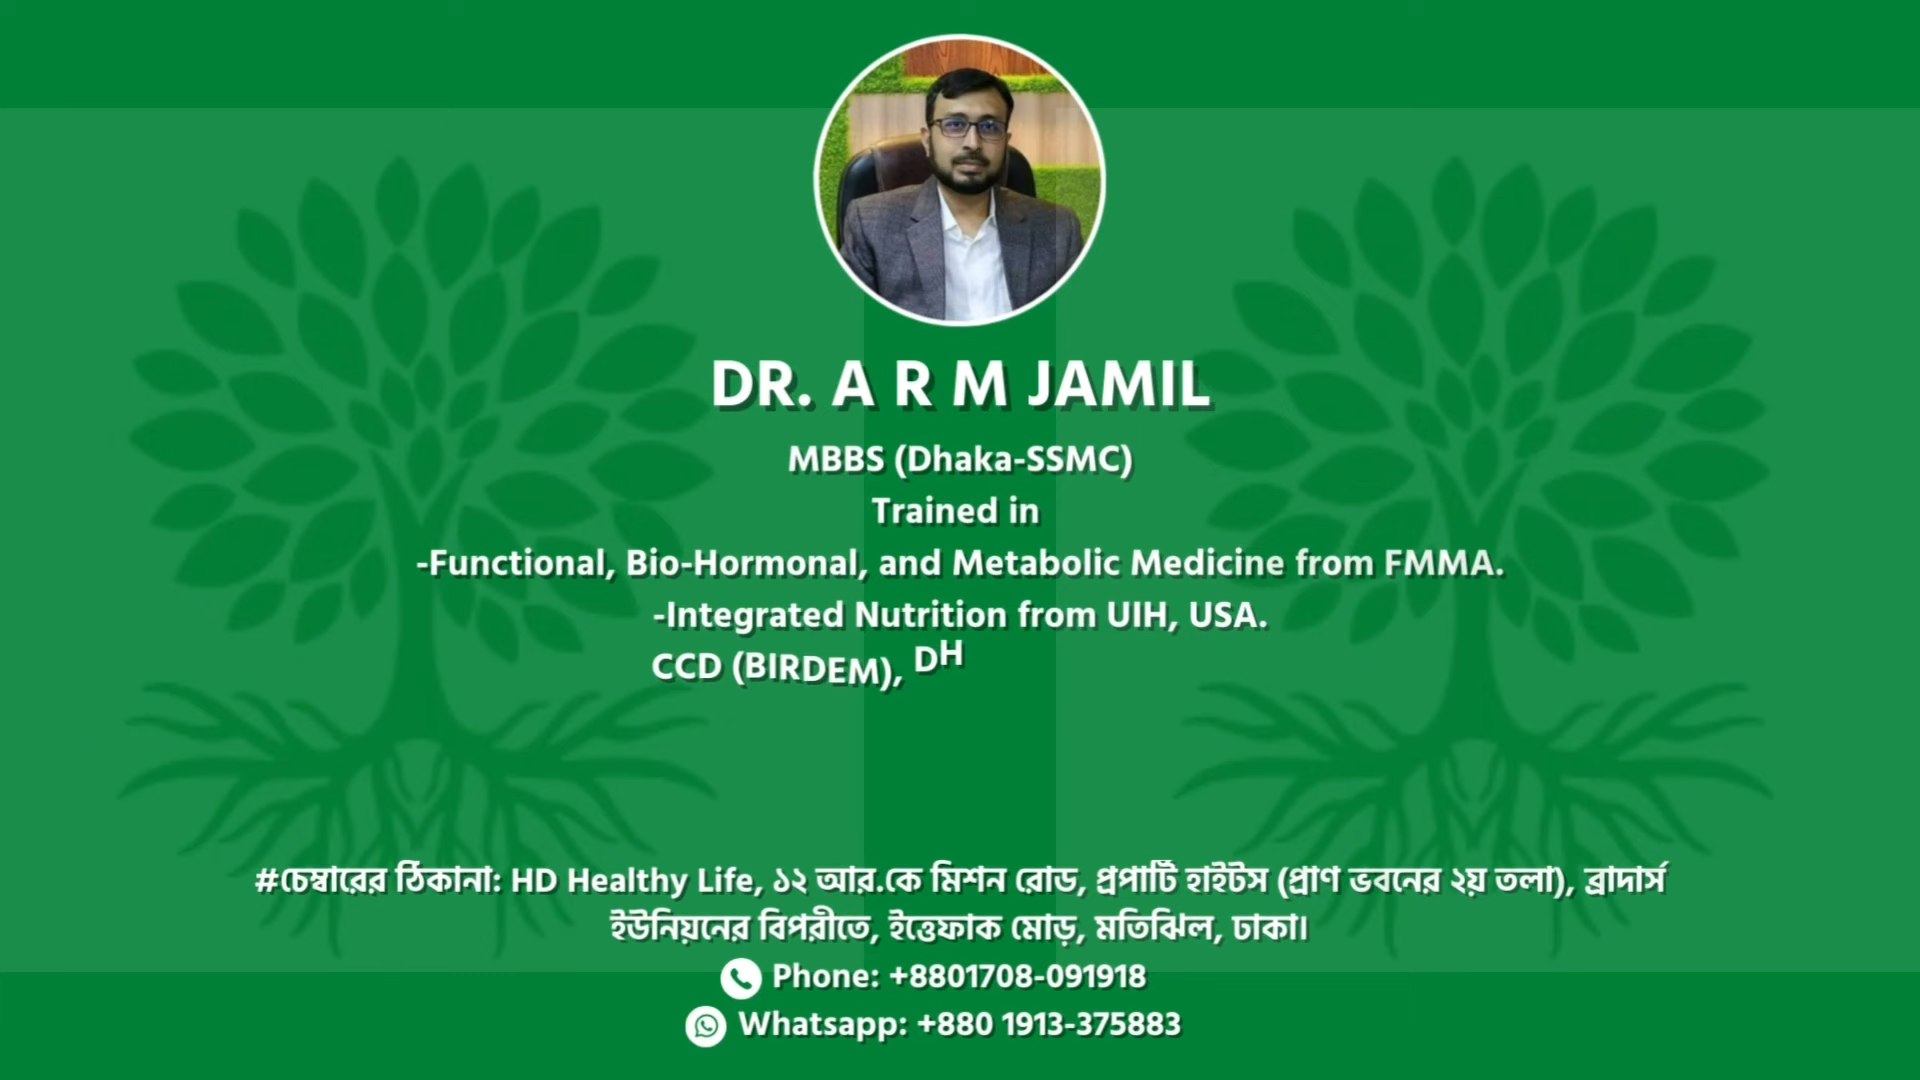 DR. A R M JAMIL
MBBS (Dhaka-SSMC)
Trained in
-Functional, Bio-Hormonal, and Metabolic Medicine from FMMA.
-Integrated Nutrition from UIH, USA.
CCD (BIRDEM), DH
#চেম্বারের ঠিকানা: HD Healthy Life, ১২ আর.কে মিশন রোড, প্রপার্টি হাইটস (প্রাণ ভবনের ২য় তলা), ব্রাদার্স
ইউনিয়নের বিপরীতে, ইত্তেফাক মোড়, মতিঝিল, ঢাকা।
Phone: +8801708-091918
Whatsapp: +880 1913-375883